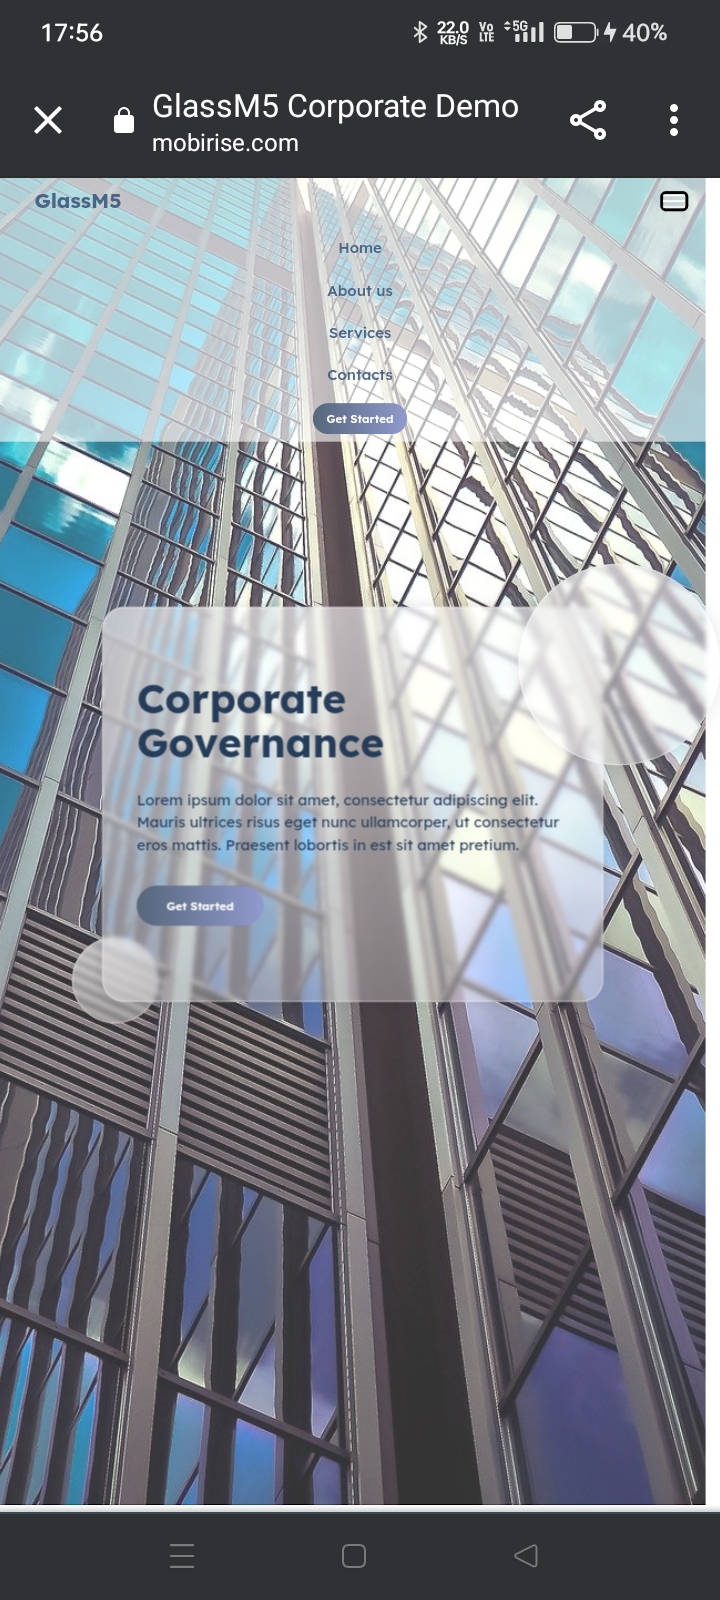 17:56
22.0 KB/S
Vo LTE
5G
40%
GlassM5 Corporate Demo
mobirise.com
GlassM5
Home
About us
Services
Contacts
Get Started
Corporate
Governance
Lorem ipsum dolor sit amet, consectetur adipiscing elit.
Mauris ultrices risus eget nunc ullamcorper, ut consectetur
eros mattis. Praesent lobortis in est sit amet pretium.
Get Started